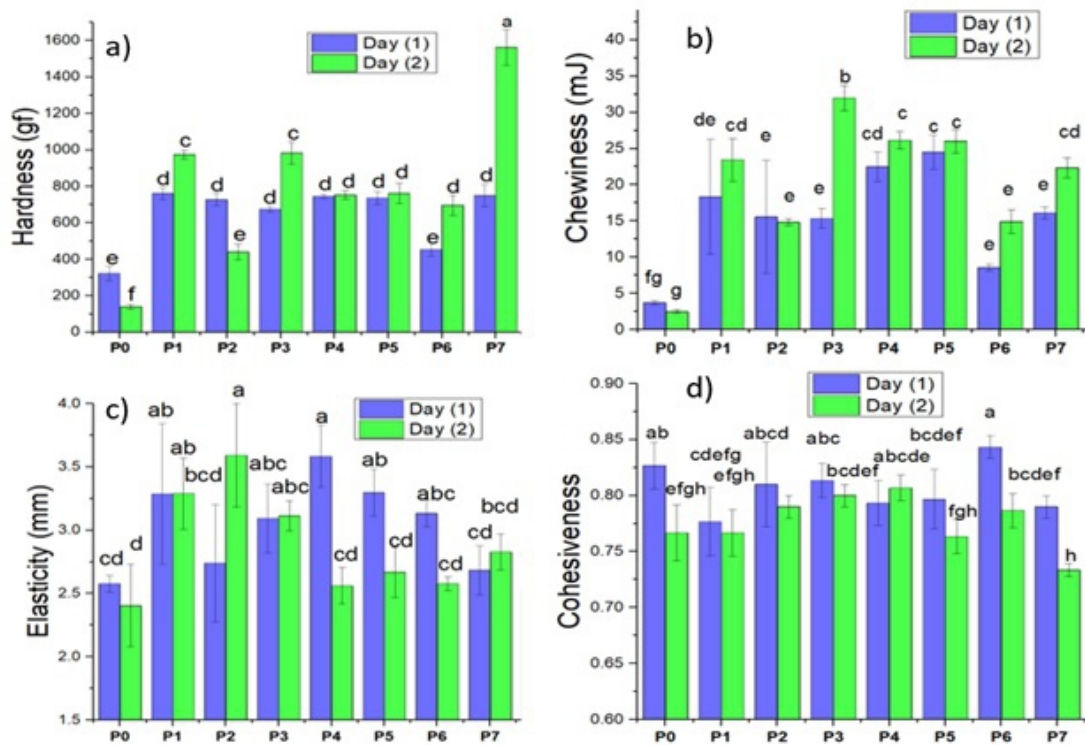 a)
Day (1)
Day (2)
Hardness (gf)
1600
1400
1200
1000
800
600
400
200
0
e f d c d e d c d d d d e d d a
P0 P1 P2 P3 P4 P5 P6 P7
b)
Day (1)
Day (2)
Chewiness (mJ)
40
35
30
25
20
15
10
5
0
fg g de cd e e e b cd c c c e e e cd
P0 P1 P2 P3 P4 P5 P6 P7
c)
Day (1)
Day (2)
Elasticity (mm)
4.0
3.5
3.0
2.5
2.0
1.5
cd d ab ab bcd a abc abc a cd ab cd abc cd cd bcd
P0 P1 P2 P3 P4 P5 P6 P7
d)
Day (1)
Day (2)
Cohesiveness
0.90
0.85
0.80
0.75
0.70
0.65
0.60
ab efgh cdefg efgh abcd abc bcdef abcde bcdef fgh a bcdef h
P0 P1 P2 P3 P4 P5 P6 P7